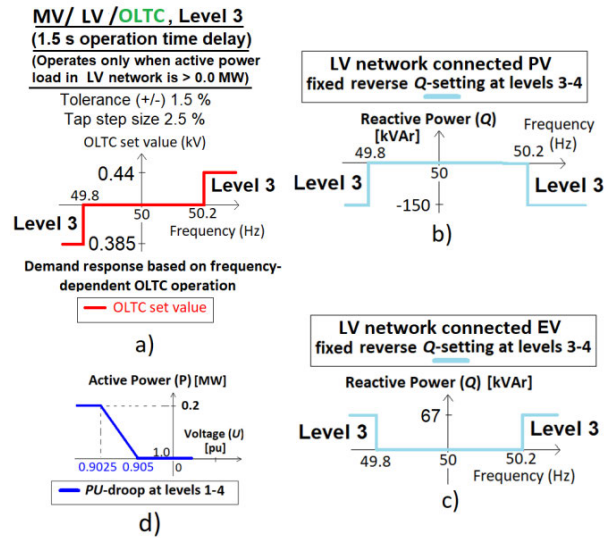 MV/ LV /OLTC, Level 3
(1.5 s operation time delay)
(Operates only when active power
load in LV network is > 0.0 MW)
Tolerance (+/-) 1.5 %
Tap step size 2.5 %
OLTC set value (kV)
0.44
49.8
Level 3
50
50.2
Level 3
Frequency (Hz)
0.385
Demand response based on frequency-
dependent OLTC operation
OLTC set value
a)
LV network connected PV
fixed reverse Q-setting at levels 3-4
Reactive Power (Q)
[kVAr]
Frequency
(Hz)
49.8
50.2
50
-150
b)
LV network connected EV
fixed reverse Q-setting at levels 3-4
Reactive Power (Q) [kVAr]
67
Level 3
Level 3
49.8
50
50.2
Frequency (Hz)
c)
Active Power (P) [MW]
0.2
Voltage (U)
[pu]
1.0
0.9025
0.905
0
PU-droop at levels 1-4
d)